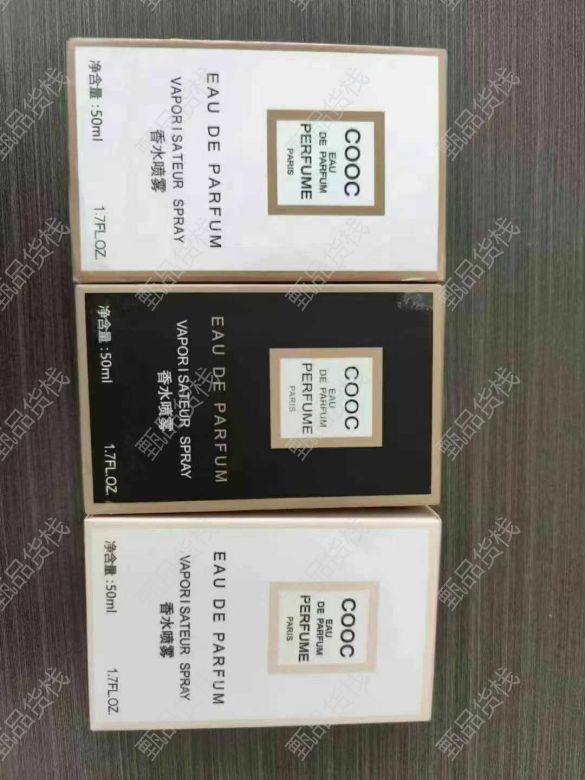 COOC
EAU
DE PARFUM
PERFUME
PARIS
EAU DE PARFUM
VAPORISATEUR SPRAY
香水喷雾
净含量:50ml
1.7FL.OZ.
COOC
EAU
DE PARFUM
PERFUME
PARIS
EAU DE PARFUM
VAPORISATEUR SPRAY
香水喷雾
净含量:50ml
1.7FL.OZ.
COOC
EAU
DE PARFUM
PERFUME
PARIS
EAU DE PARFUM
VAPORISATEUR SPRAY
香水喷雾
净含量:50ml
1.7FL.OZ.
甄品货栈